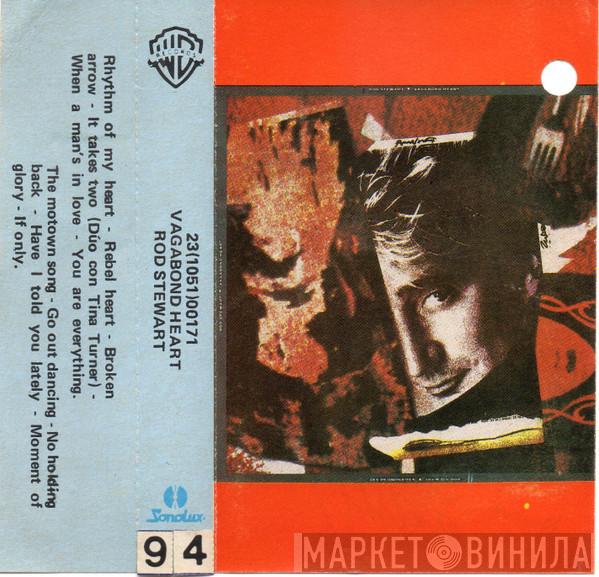 WB
RECORDS
Rhythm of my heart - Rebel heart - Broken
arrow - It takes two (Dúo con Tina Turner) -
When a man's in love - You are everything.
The motown song - Go out dancing - No holding
back - Have I told you lately - Moment of
glory - If only.
23(1051)00171
VAGABOND HEART
ROD STEWART
Sonolux
94
МАРКЕТ ВИНИЛА